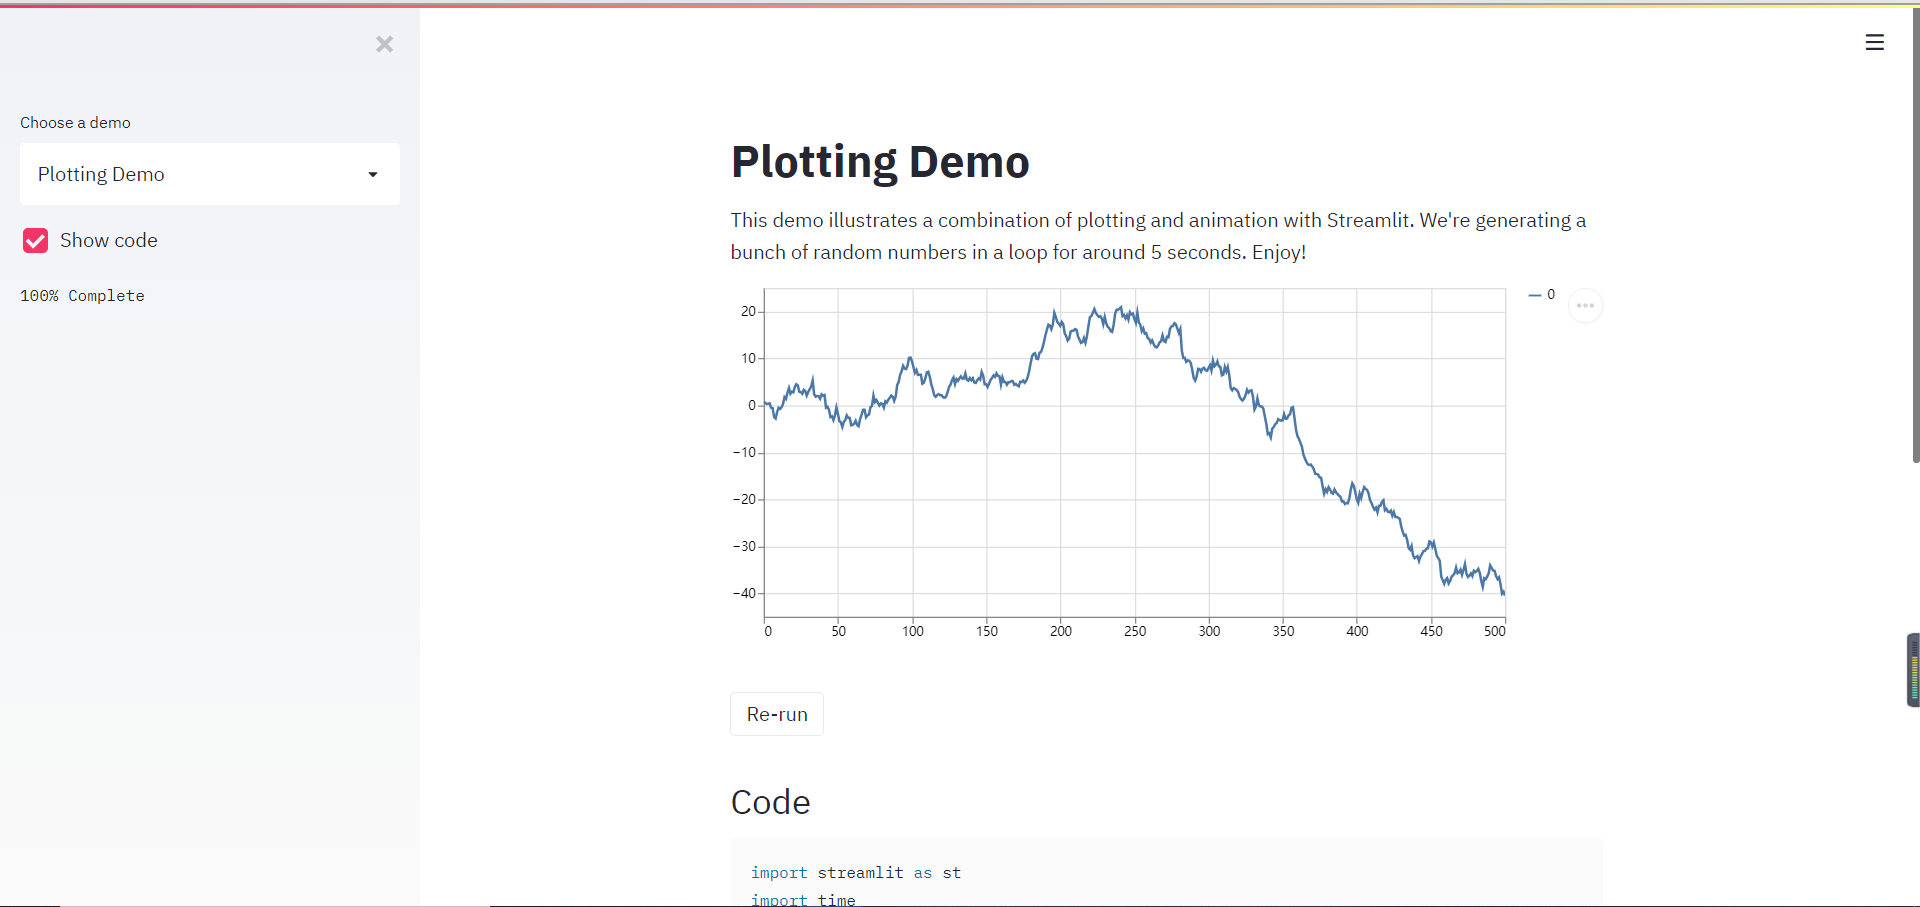 Choose a demo
Plotting Demo
Show code
100% Complete
Plotting Demo
This demo illustrates a combination of plotting and animation with Streamlit. We're generating a
bunch of random numbers in a loop for around 5 seconds. Enjoy!
0
20
10
0
−10
−20
−30
−40
0 50 100 150 200 250 300 350 400 450 500
Re-run
Code
import streamlit as st
import time